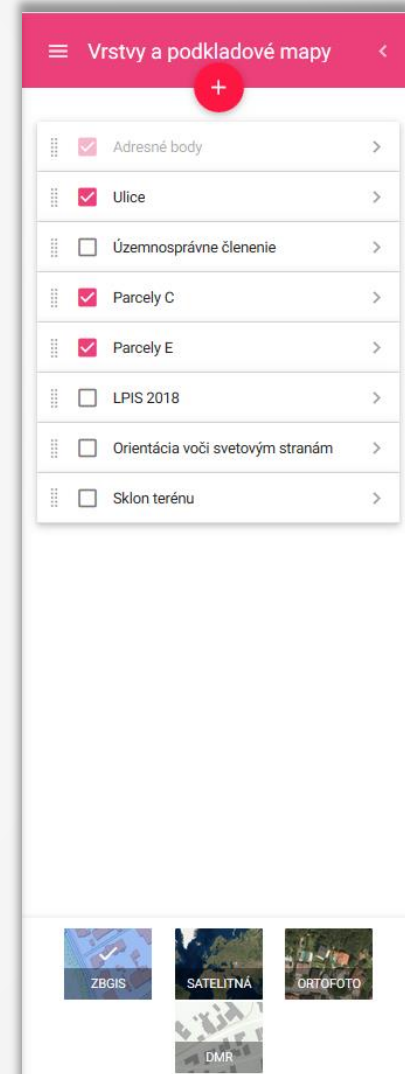 Vrstvy a podkladové mapy
Adresné body
Ulice
Územnosprávne členenie
Parcely C
Parcely E
LPIS 2018
Orientácia voči svetovým stranám
Sklon terénu
ZBGIS
SATELITNÁ
ORTOFOTO
DMR